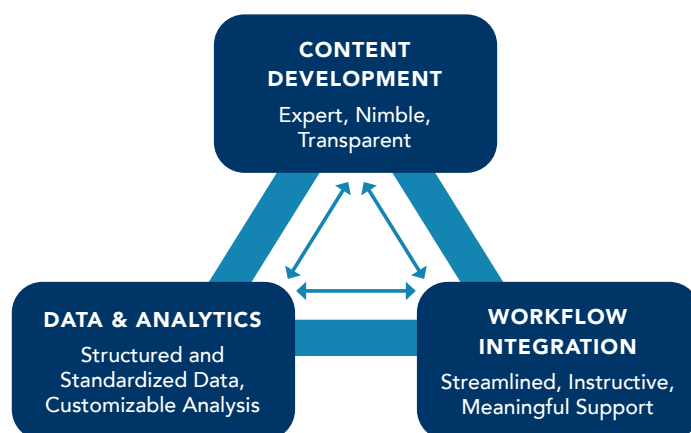 CONTENT
DEVELOPMENT
Expert, Nimble,
Transparent
DATA & ANALYTICS
Structured and
Standardized Data,
Customizable Analysis
WORKFLOW
INTEGRATION
Streamlined, Instructive,
Meaningful Support